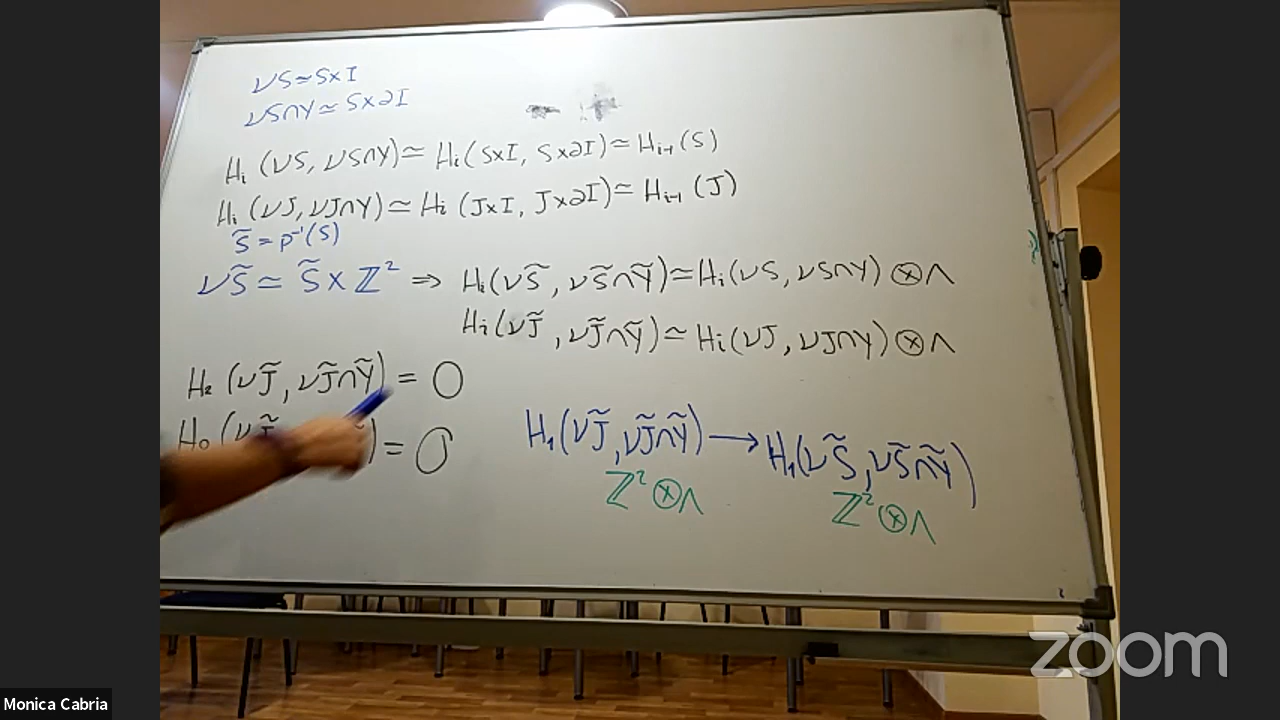 νS≃S×I
νS∩Y≃S×∂I
Hᵢ(νS, νS∩Y)≃Hᵢ(S×I, S×∂I)≃Hᵢ₋₁(S)
Hᵢ(νJ, νJ∩Y)≃Hᵢ(J×I, J×∂I)≃Hᵢ₋₁(J)
S̃=p⁻¹(S)
νS̃≃S̃×ℤ² ⇒ Hᵢ(νS̃, νS̃∩Ỹ)≃Hᵢ(νS, νS∩Y)⊗Λ
Hᵢ(νJ̃, νJ̃∩Ỹ)≃Hᵢ(νJ, νJ∩Y)⊗Λ
H₂(νJ̃, νJ̃∩Ỹ)=0
H₀(νJ̃ )=0
H₁(νJ̃, νJ̃∩Ỹ)→H₁(νS̃, νS̃∩Ỹ)
ℤ²⊗Λ ℤ²⊗Λ
zoom
Monica Cabria